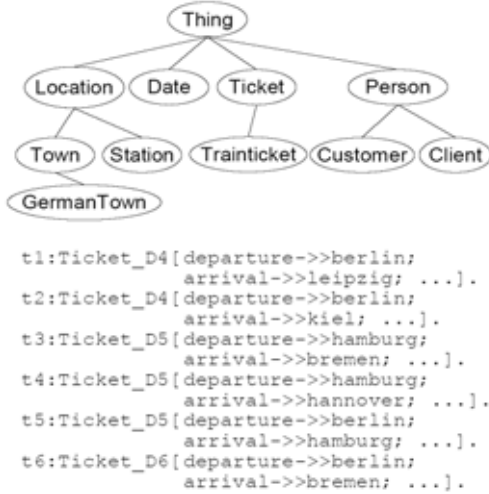 Thing
Location Date Ticket Person
Town Station Trainticket Customer Client
GermanTown
t1:Ticket_D4[departure->>berlin;
arrival->>leipzig; ...].
t2:Ticket_D4[departure->>berlin;
arrival->>kiel; ...].
t3:Ticket_D5[departure->>hamburg;
arrival->>bremen; ...].
t4:Ticket_D5[departure->>hamburg;
arrival->>hannover; ...].
t5:Ticket_D5[departure->>berlin;
arrival->>hamburg; ...].
t6:Ticket_D6[departure->>berlin;
arrival->>bremen; ...].